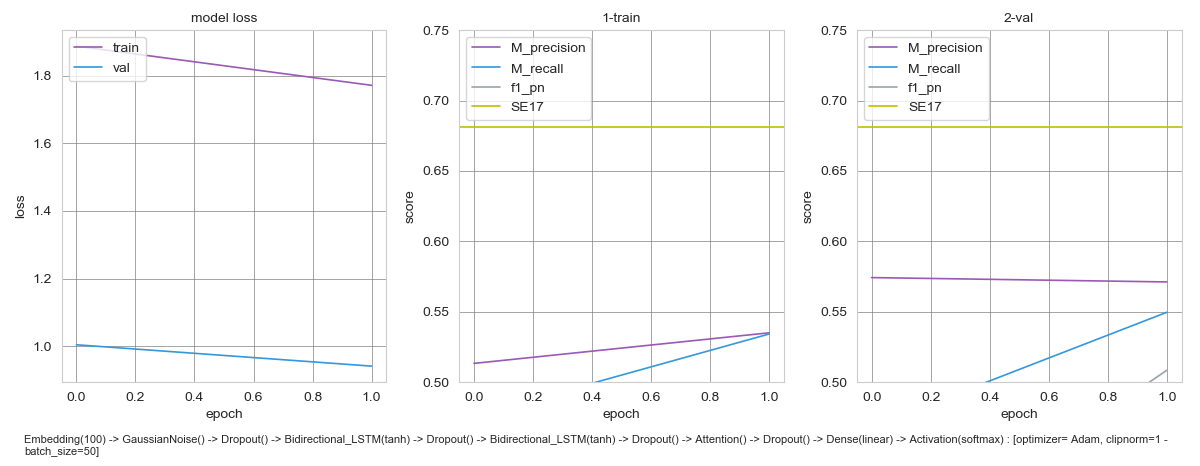 model loss
1-train
2-val
train
val
M_precision
M_recall
f1_pn
SE17
M_precision
M_recall
f1_pn
SE17
loss
1.8
1.6
1.4
1.2
1.0
0.0 0.2 0.4 0.6 0.8 1.0
epoch
score
0.75
0.70
0.65
0.60
0.55
0.50
0.0 0.2 0.4 0.6 0.8 1.0
epoch
score
0.75
0.70
0.65
0.60
0.55
0.50
0.0 0.2 0.4 0.6 0.8 1.0
epoch
Embedding(100) -> GaussianNoise() -> Dropout() -> Bidirectional_LSTM(tanh) -> Dropout() -> Bidirectional_LSTM(tanh) -> Dropout() -> Attention() -> Dropout() -> Dense(linear) -> Activation(softmax) : [optimizer= Adam, clipnorm=1 -
batch_size=50]